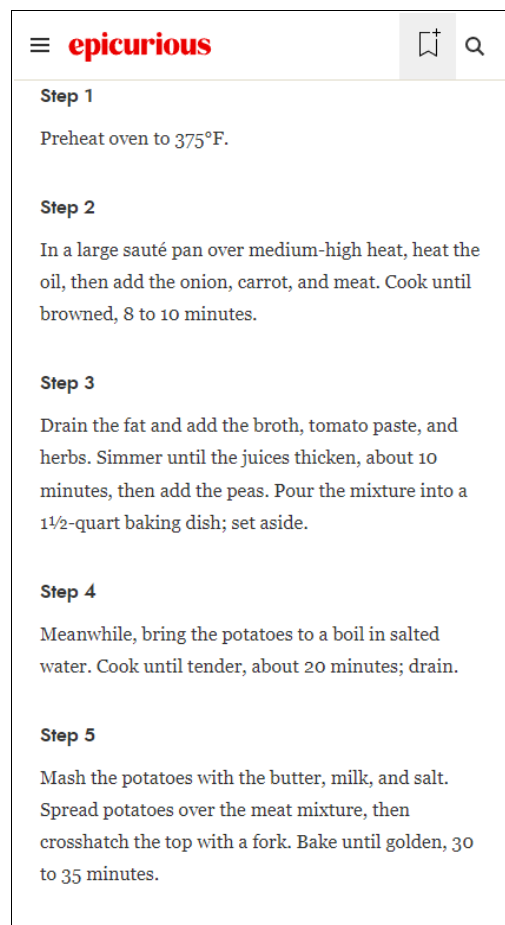 epicurious
Step 1
Preheat oven to 375°F.
Step 2
In a large sauté pan over medium-high heat, heat the
oil, then add the onion, carrot, and meat. Cook until
browned, 8 to 10 minutes.
Step 3
Drain the fat and add the broth, tomato paste, and
herbs. Simmer until the juices thicken, about 10
minutes, then add the peas. Pour the mixture into a
1½-quart baking dish; set aside.
Step 4
Meanwhile, bring the potatoes to a boil in salted
water. Cook until tender, about 20 minutes; drain.
Step 5
Mash the potatoes with the butter, milk, and salt.
Spread potatoes over the meat mixture, then
crosshatch the top with a fork. Bake until golden, 30
to 35 minutes.